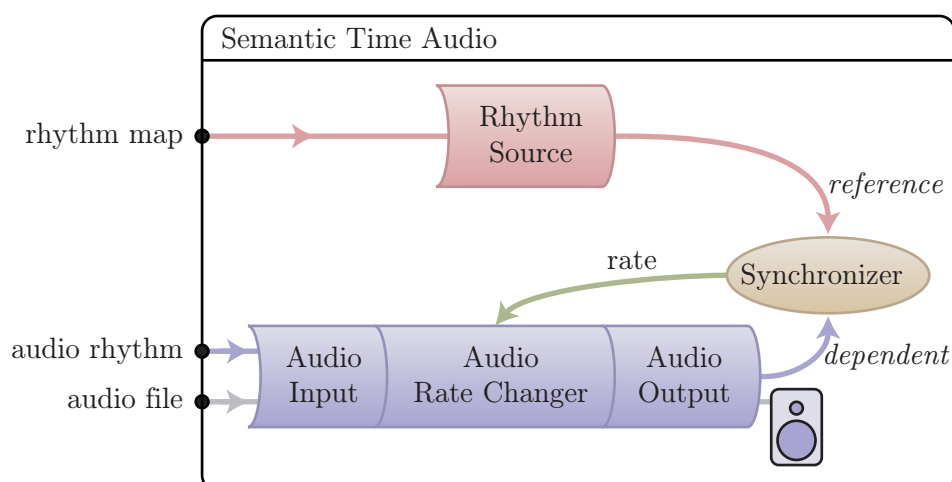 Semantic Time Audio
rhythm map
Rhythm
Source
reference
rate
Synchronizer
audio rhythm
audio file
Audio
Input
Audio
Rate Changer
Audio
Output
dependent